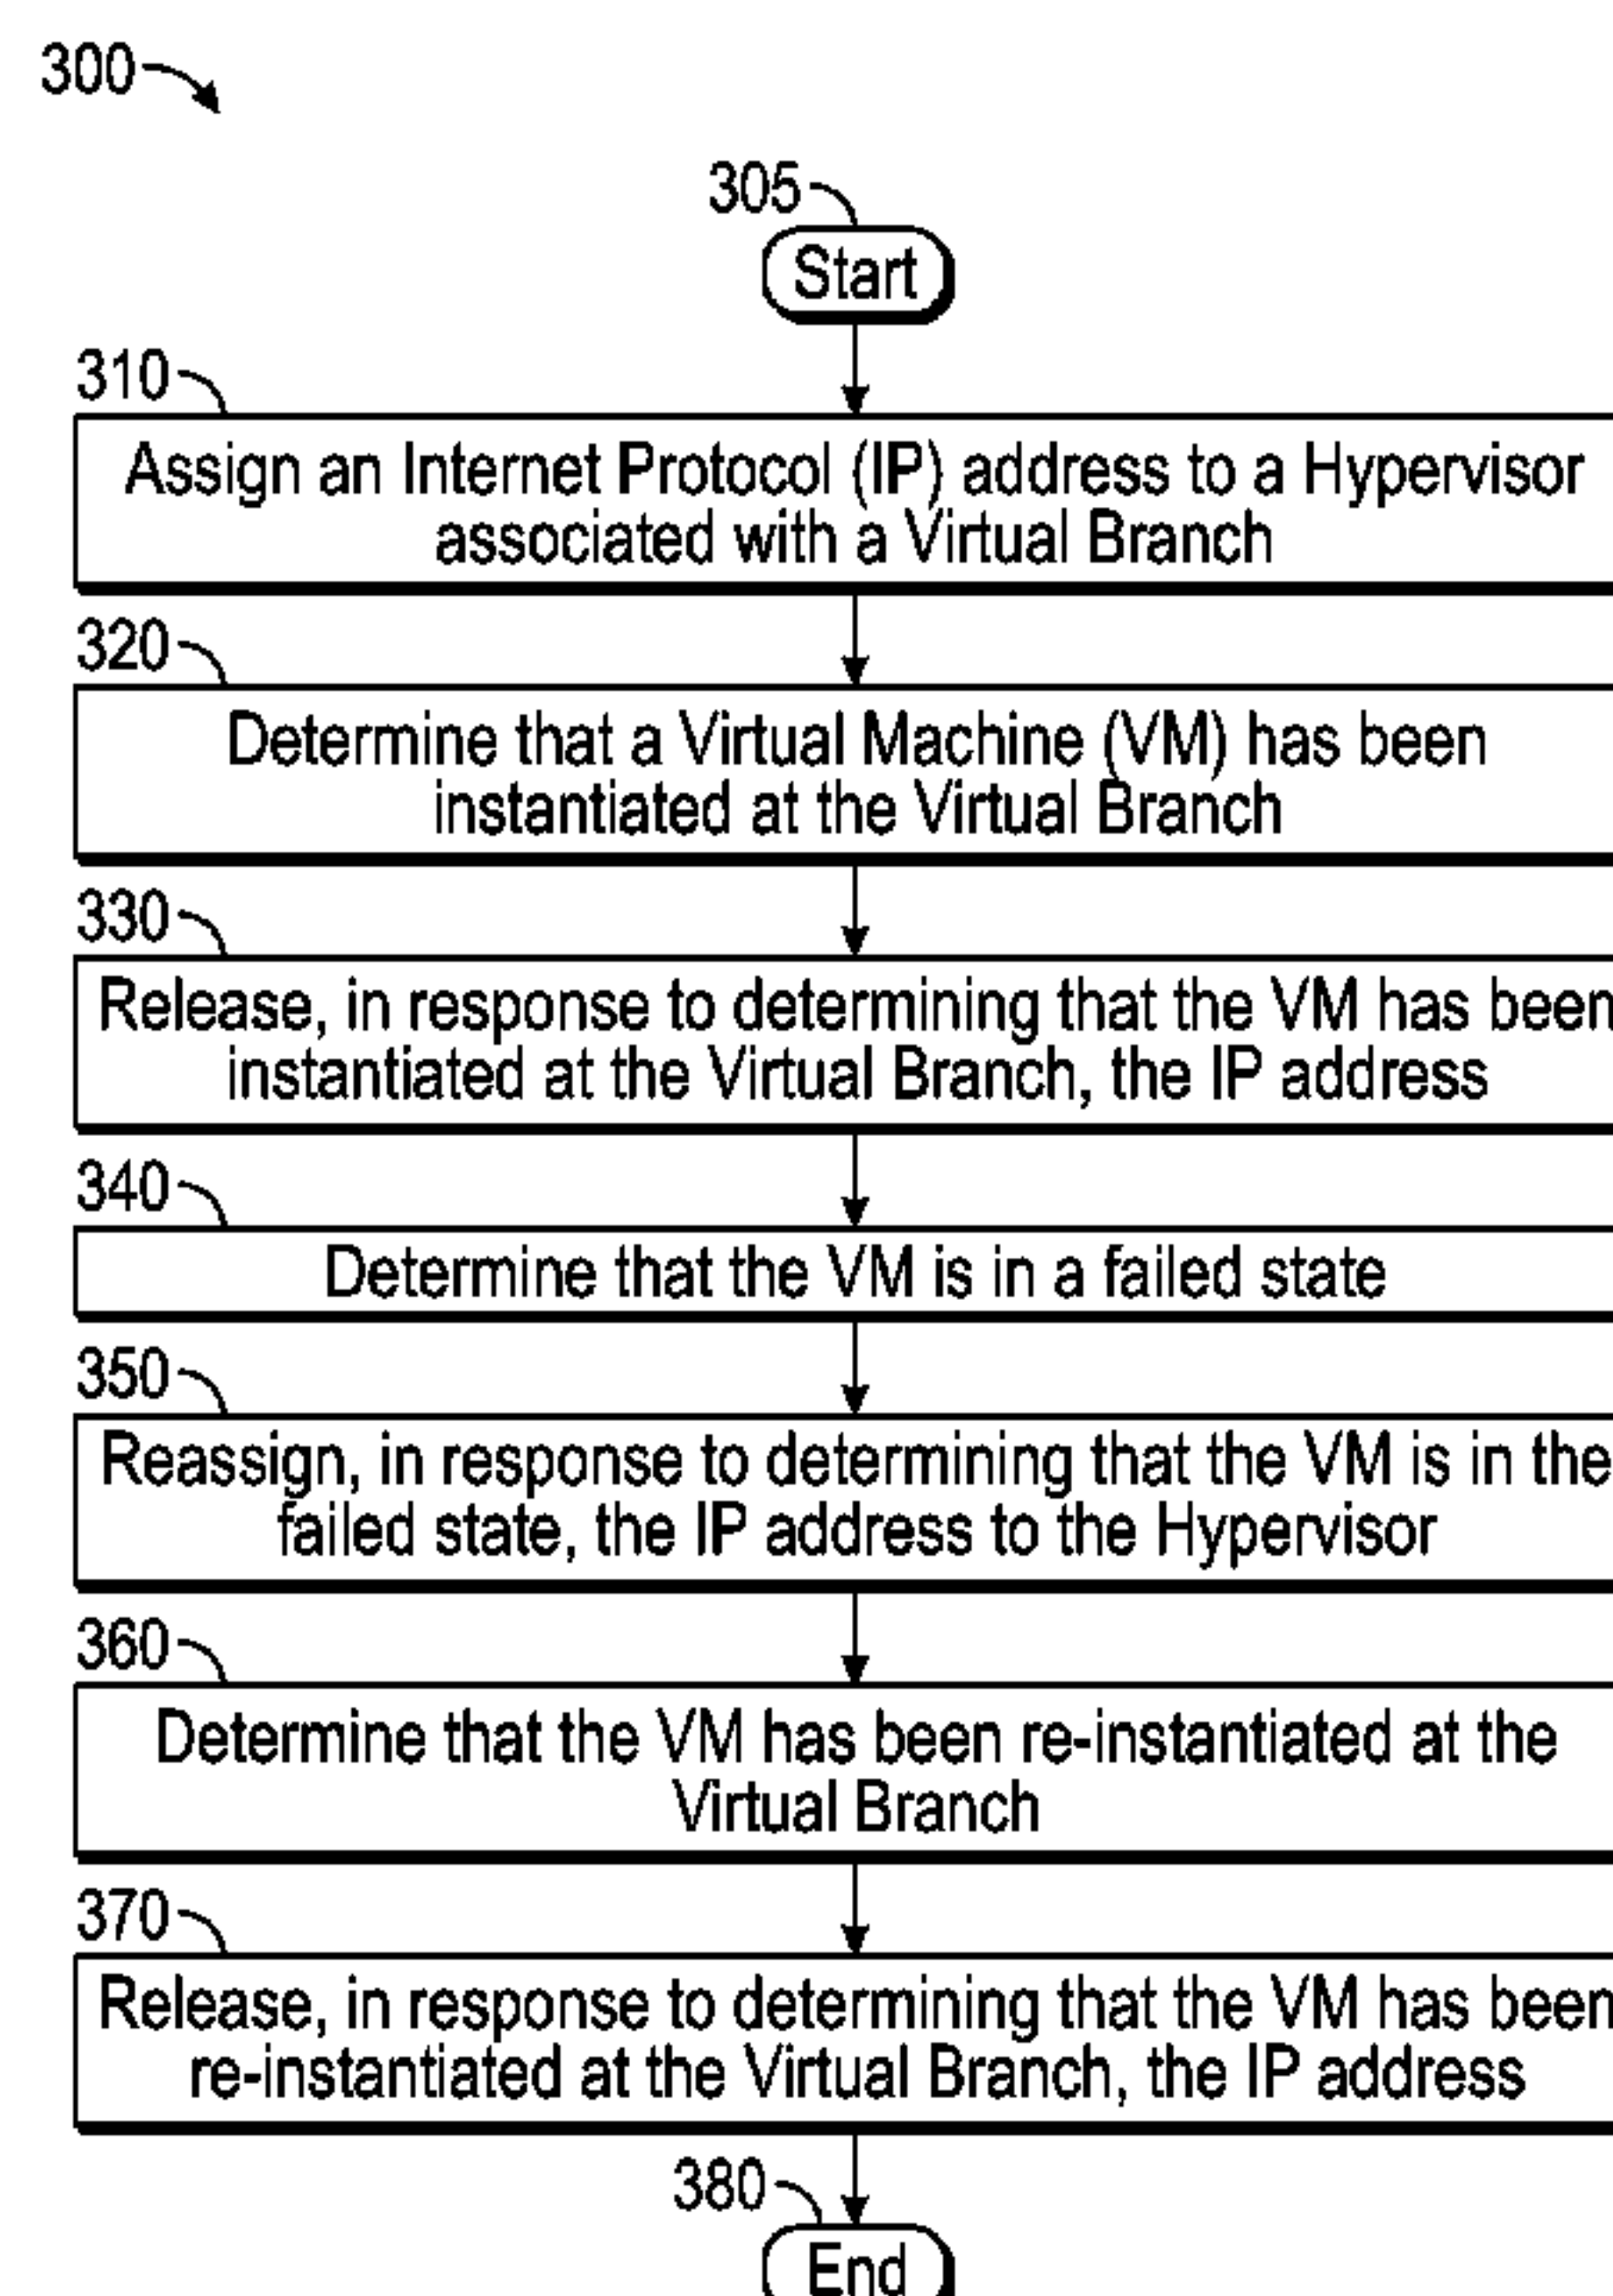 300
305
Start
310
Assign an Internet Protocol (IP) address to a Hypervisor
associated with a Virtual Branch
320
Determine that a Virtual Machine (VM) has been
instantiated at the Virtual Branch
330
Release, in response to determining that the VM has been
instantiated at the Virtual Branch, the IP address
340
Determine that the VM is in a failed state
350
Reassign, in response to determining that the VM is in the
failed state, the IP address to the Hypervisor
360
Determine that the VM has been re-instantiated at the
Virtual Branch
370
Release, in response to determining that the VM has been
re-instantiated at the Virtual Branch, the IP address
380
End